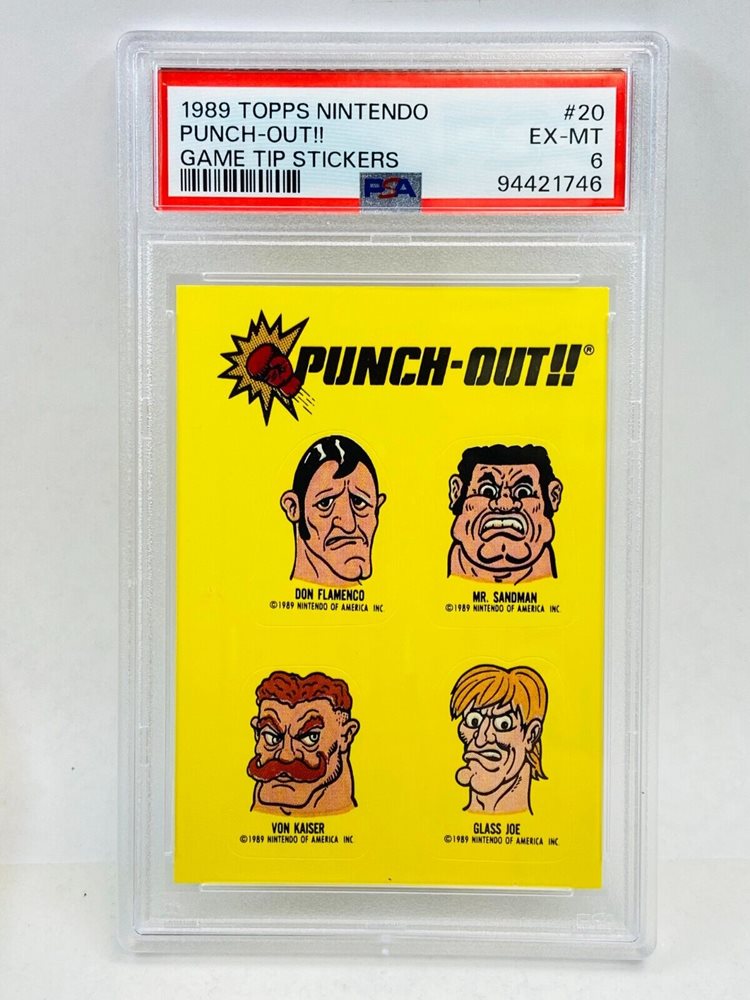 1989 TOPPS NINTENDO #20
PUNCH-OUT!! EX-MT
GAME TIP STICKERS 6
PSA 94421746
PUNCH-OUT!!®
DON FLAMENCO
©1989 NINTENDO OF AMERICA INC.
MR. SANDMAN
©1989 NINTENDO OF AMERICA INC.
VON KAISER
©1989 NINTENDO OF AMERICA INC
GLASS JOE
©1989 NINTENDO OF AMERICA INC.